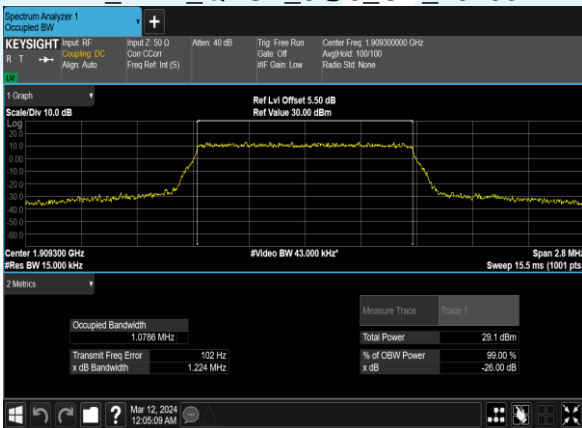 Spectrum Analyzer 1
Occupied BW
+
KEYSIGHT
R T
LW
Input: RF
Coupling: DC
Align: Auto
Input Z: 50 Ω
Corr CCorr
Freq Ref: Int (S)
Atten: 40 dB
Trig: Free Run
Gate: Off
#IF Gain: Low
Center Freq: 1.909300000 GHz
Avg|Hold: 100/100
Radio Std: None
1 Graph
Scale/Div 10.0 dB
Ref Lvl Offset 5.50 dB
Ref Value 30.00 dBm
Log
20.0
10.0
0.00
-10.0
-20.0
-30.0
-40.0
-50.0
-60.0
Center 1.909300 GHz
#Res BW 15.000 kHz
#Video BW 43.000 kHz*
Span 2.8 MHz
Sweep 15.5 ms (1001 pts)
2 Metrics
Measure Trace Trace 1
Occupied Bandwidth
1.0786 MHz
Total Power 29.1 dBm
Transmit Freq Error 102 Hz
% of OBW Power 99.00 %
x dB Bandwidth 1.224 MHz
x dB -26.00 dB
?
Mar 12, 2024
12:05:09 AM